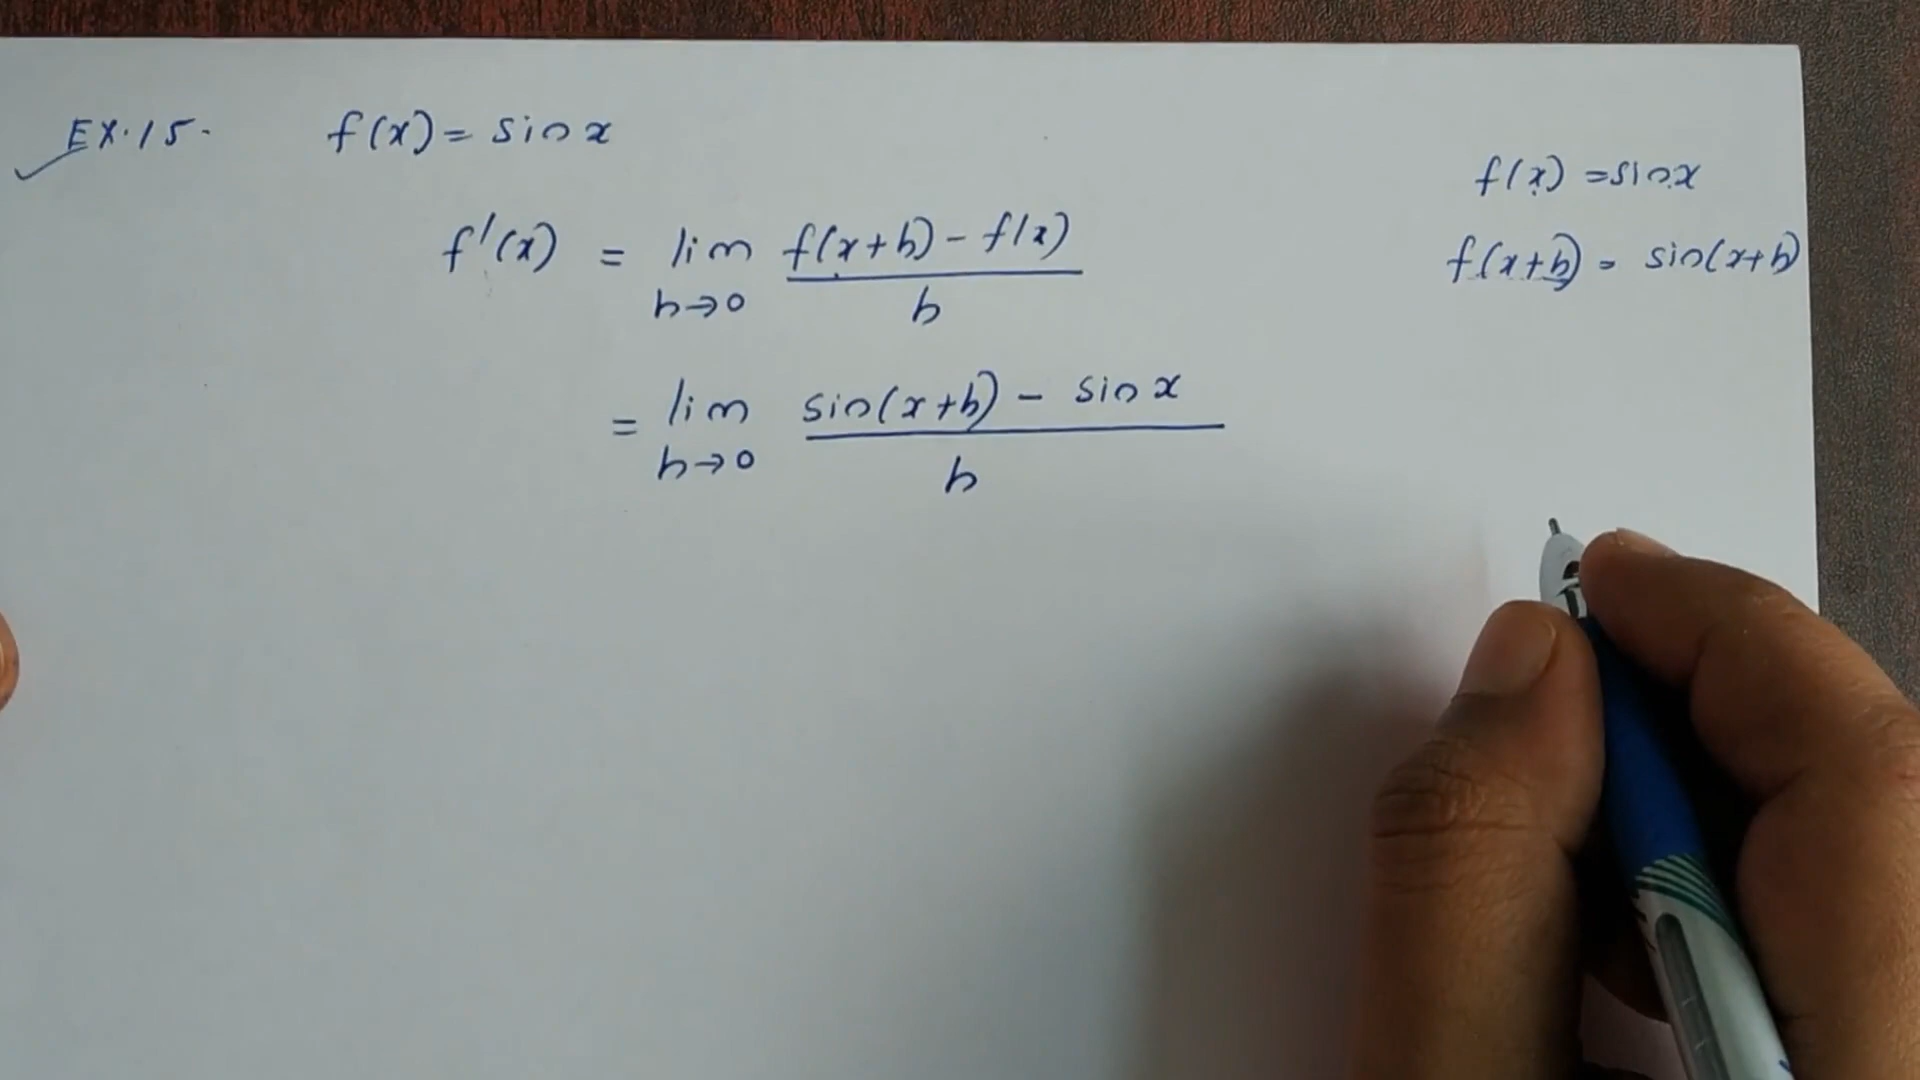 EX.15. f(x) = sin x
f'(x) = lim h→0 f(x+h) - f(x) / h
= lim h→0 sin(x+h) - sin x / h
f(x) = sin x
f(x+h) = sin(x+h)